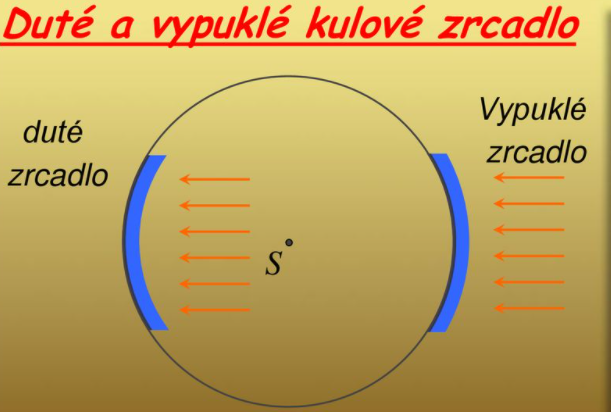 Duté a vypuklé kulové zrcadlo
duté
zrcadlo
Vypuklé
zrcadlo
S